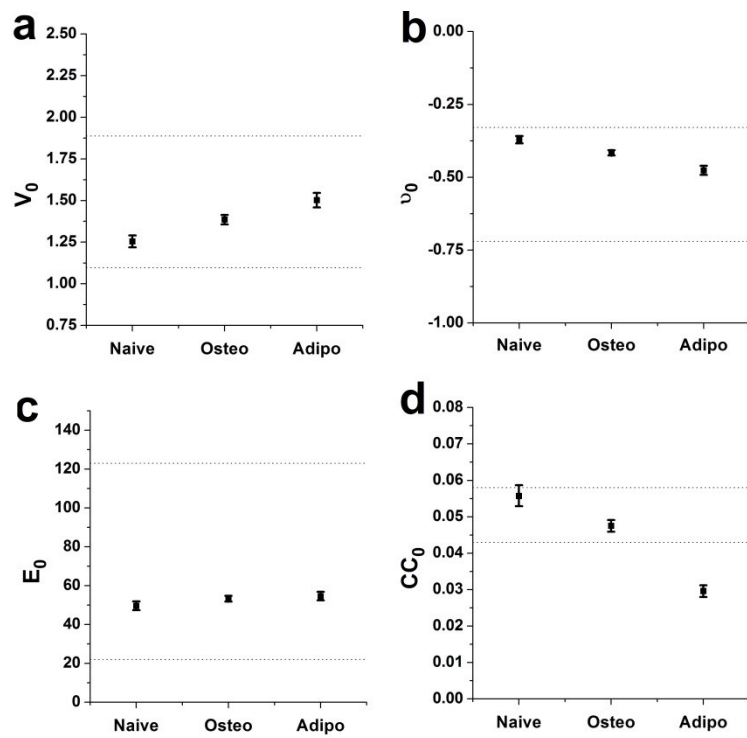 a
V0
2.50
2.25
2.00
1.75
1.50
1.25
1.00
0.75
Naive Osteo Adipo
b
υ0
0.00
-0.25
-0.50
-0.75
-1.00
Naive Osteo Adipo
c
E0
140
120
100
80
60
40
20
0
Naive Osteo Adipo
d
CC0
0.08
0.07
0.06
0.05
0.04
0.03
0.02
0.01
0.00
Naive Osteo Adipo